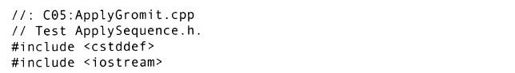 //: C05:ApplyGromit.cpp
// Test ApplySequence.h.
#include <cstddef>
#include <iostream>